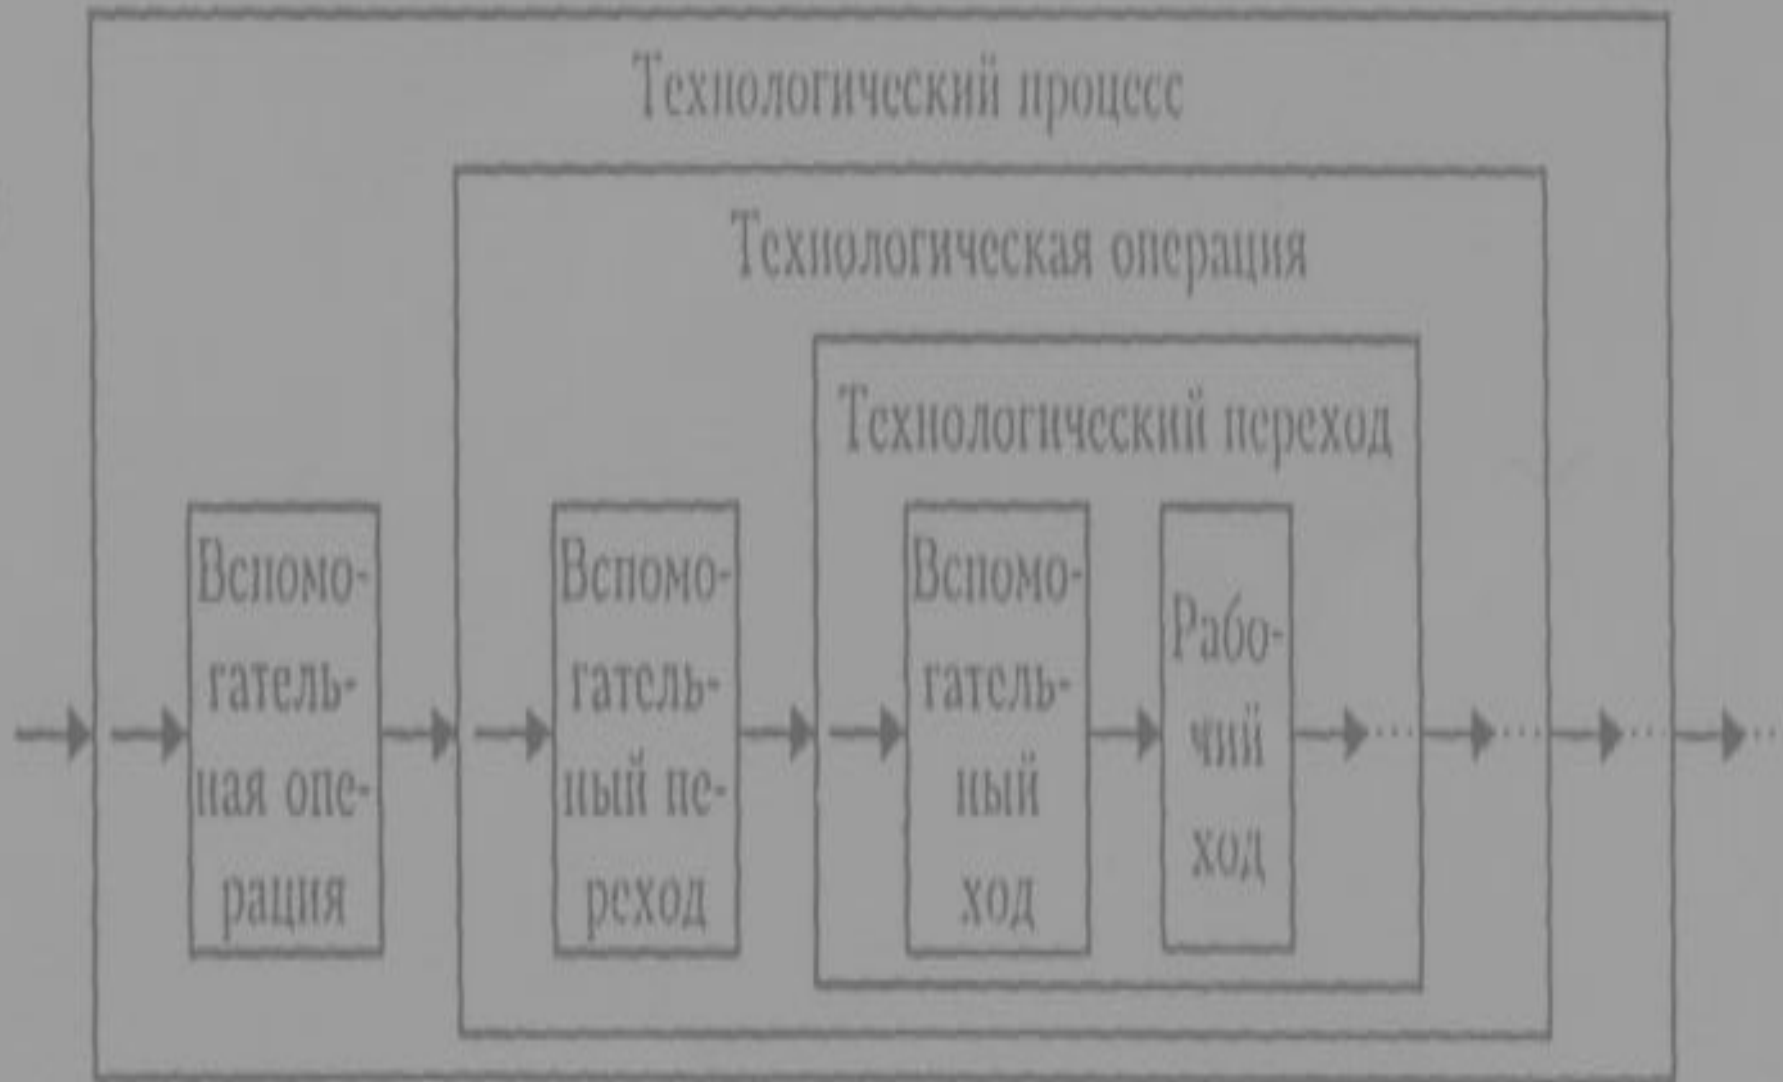 Технологический процесс
Технологическая операция
Технологический переход
Вспомо-
гатель-
ная опе-
рация
Вспомо-
гатель-
ный пе-
реход
Вспомо-
гатель-
ный
ход
Рабо-
чий
ход